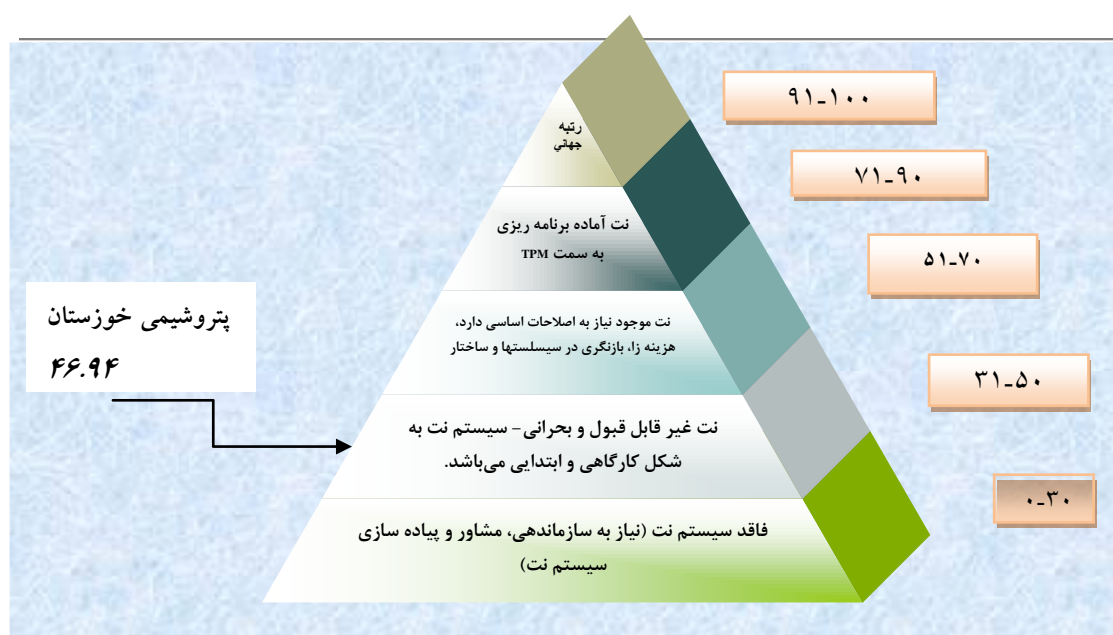 ۹۱-۱۰۰
رتبه
جهاني
۷۱-۹۰
نت آماده برنامه ریزی
به سمت TPM
۵۱-۷۰
پتروشیمی خوزستان
۴۶.۹۴
نت موجود نیاز به اصلاحات اساسی دارد،
هزینه زا، بازنگری در سیسلستها و ساختار
۳۱-۵۰
نت غیر قابل قبول و بحرانی- سیستم نت به
شکل کارگاهی و ابتدایی می‌باشد.
۰-۳۰
فاقد سیستم نت (نیاز به سازماندهی، مشاور و پیاده سازی
سیستم نت)